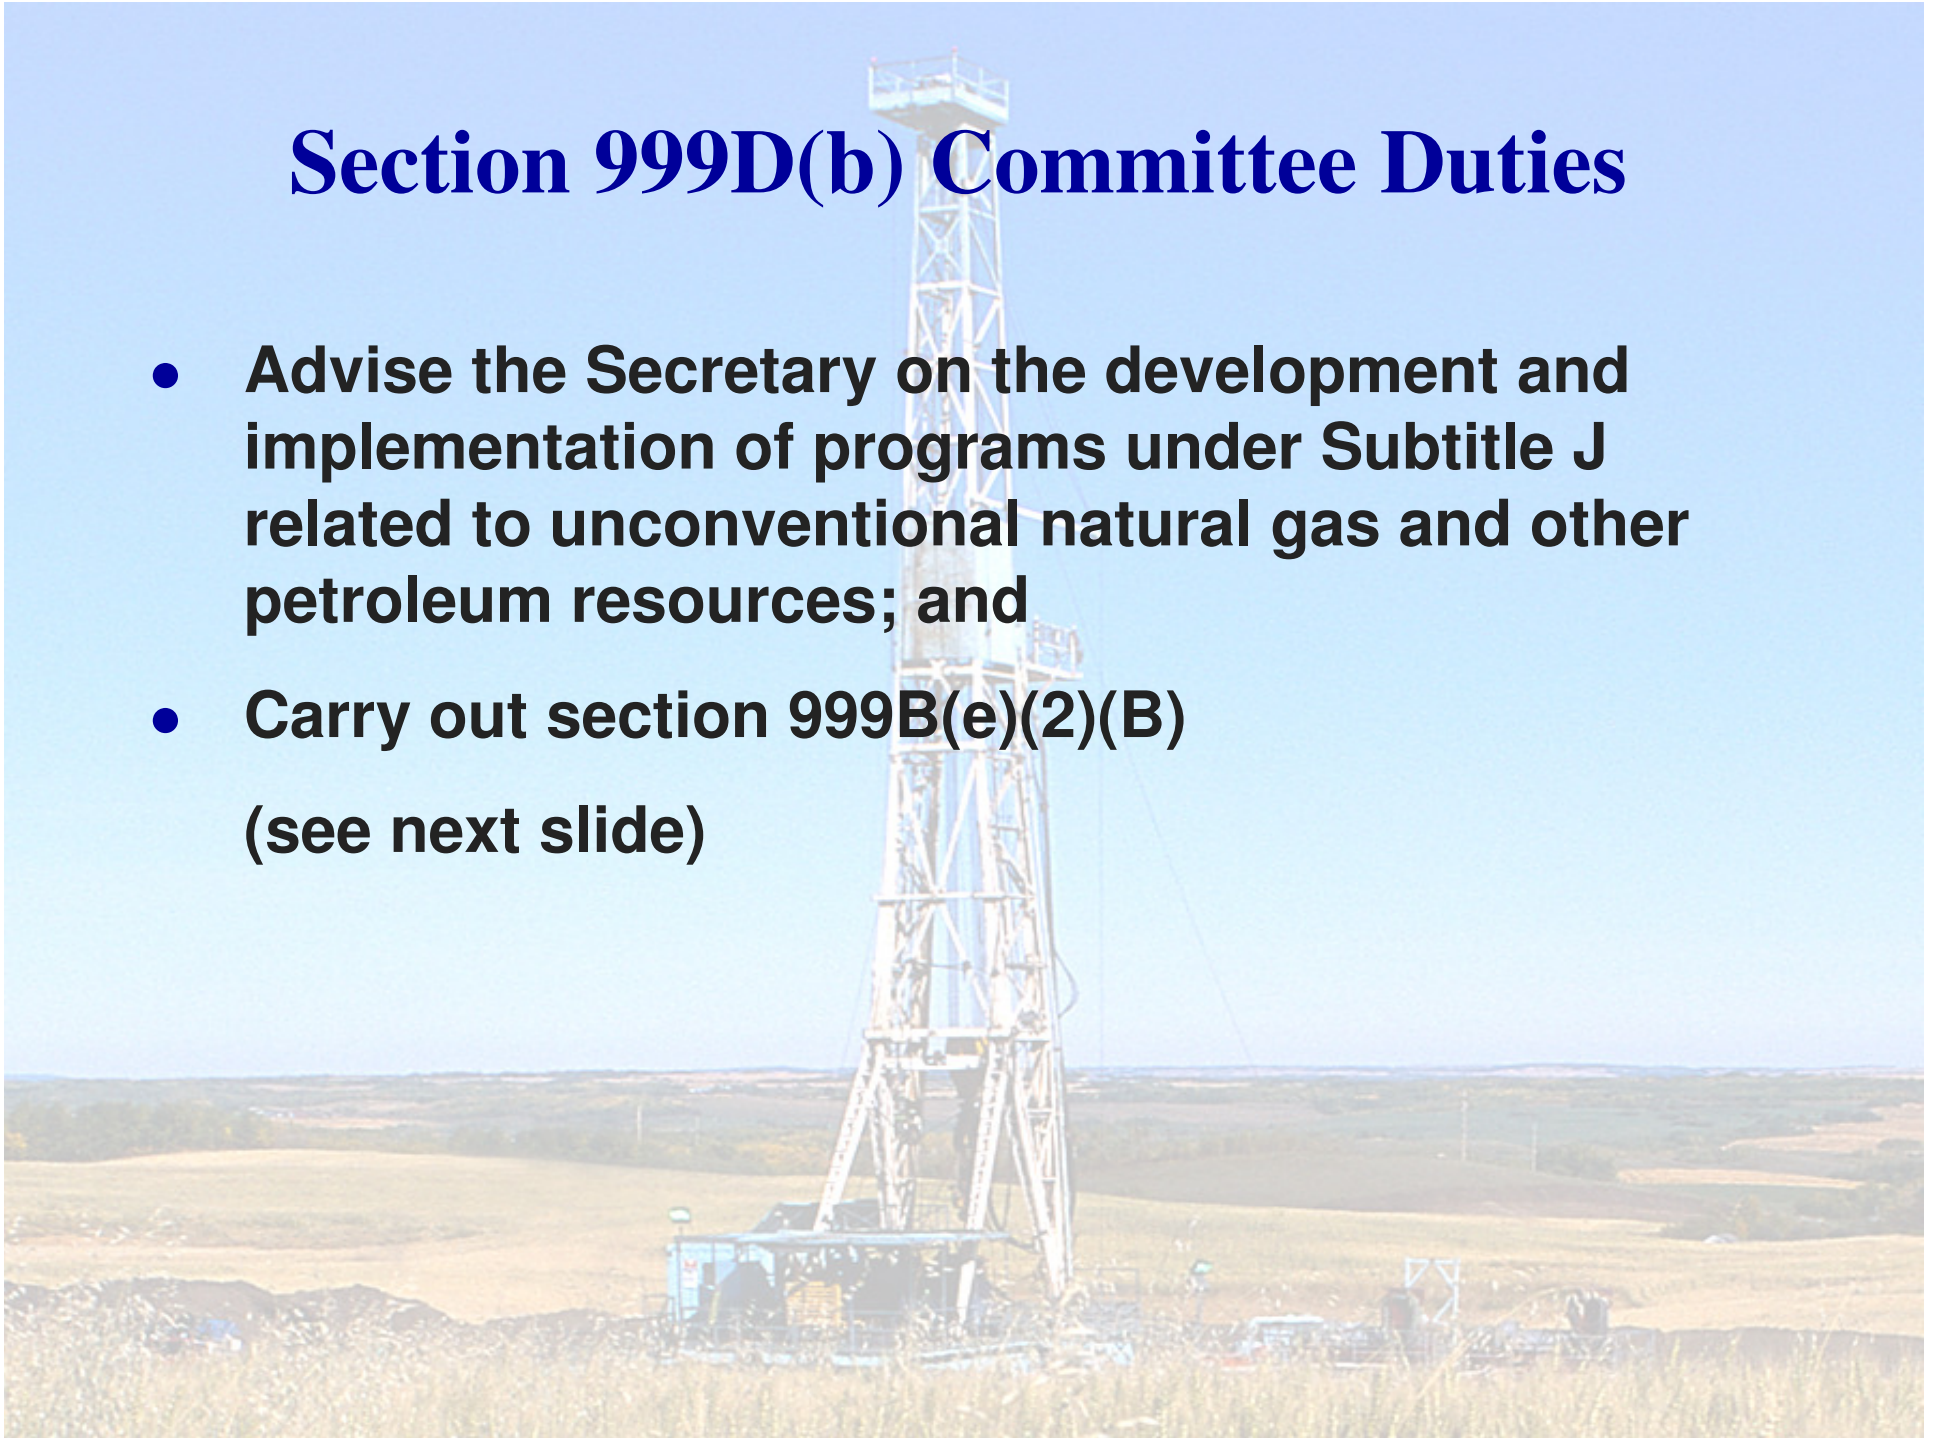 Section 999D(b) Committee Duties
● Advise the Secretary on the development and
implementation of programs under Subtitle J
related to unconventional natural gas and other
petroleum resources; and
● Carry out section 999B(e)(2)(B)
(see next slide)